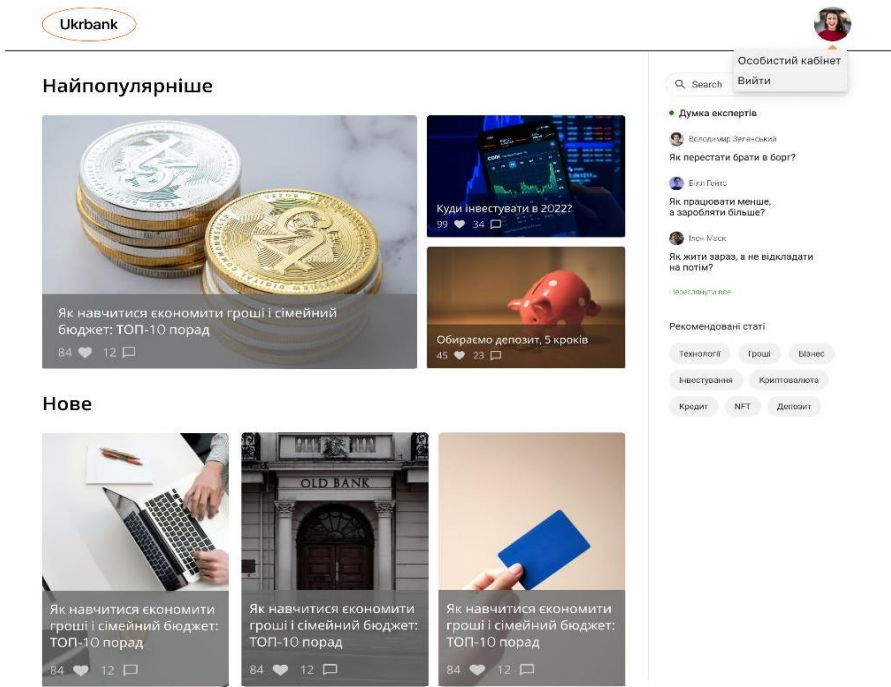 Ukrbank
Особистий кабінет
Вийти
Найпопулярніше
Як навчитися економити гроші і сімейний
бюджет: ТОП-10 порад
84 12
Куди інвестувати в 2022?
99 34
Обираємо депозит, 5 кроків
45 23
Нове
OLD BANK
Як навчитися економити
гроші і сімейний бюджет:
ТОП-10 порад
84 12
Як навчитися економити
гроші і сімейний бюджет:
ТОП-10 порад
84 12
Як навчитися економити
гроші і сімейний бюджет:
ТОП-10 порад
84 12
Search
Думка експертів
Володимир Зеленський
Як перестати брати в борг?
Білл Гейтс
Як працювати менше,
а заробляти більше?
Ілон Маск
Як жити зараз, а не відкладати
на потім?
Переглянути все
Рекомендовані статі
Технології Гроші Бізнес
Інвестування Криптовалюта
Кредит NFT Депозит